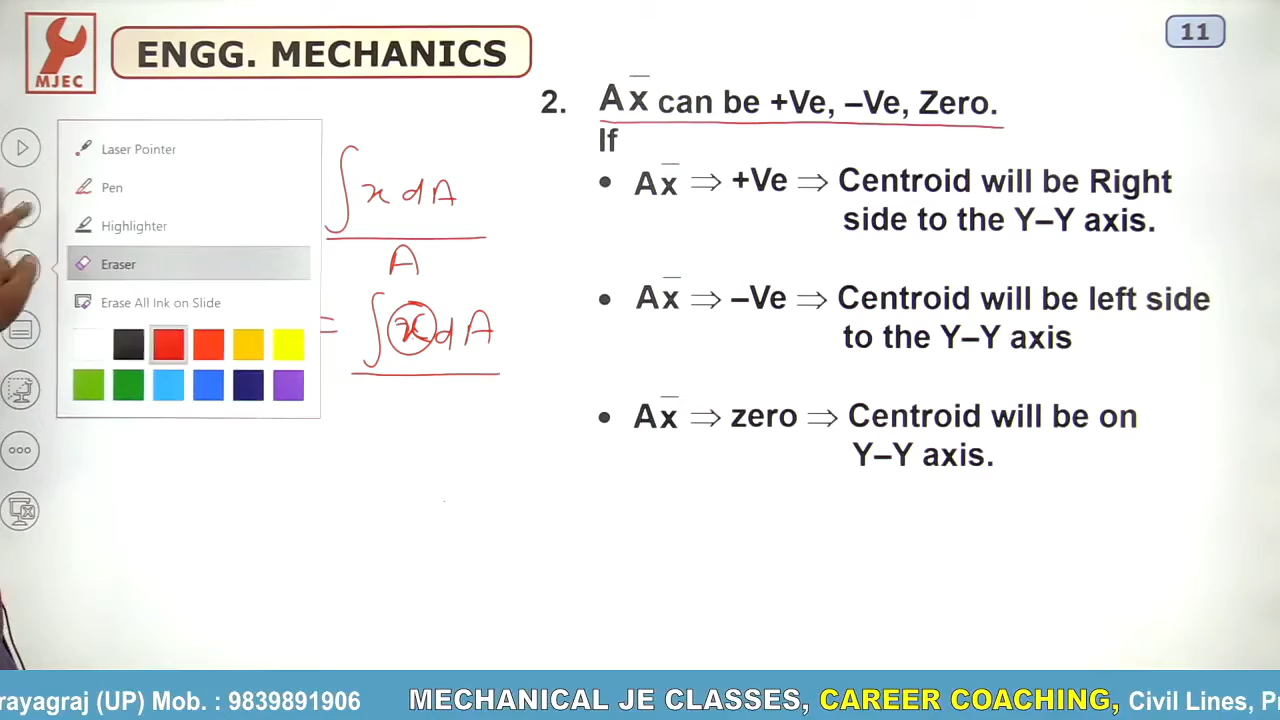 MJEC
ENGG. MECHANICS
11
2. Ax̄ can be +Ve, –Ve, Zero.
If
• Ax̄ ⇒ +Ve ⇒ Centroid will be Right
side to the Y–Y axis.
• Ax̄ ⇒ –Ve ⇒ Centroid will be left side
to the Y–Y axis
• Ax̄ ⇒ zero ⇒ Centroid will be on
Y–Y axis.
Laser Pointer
Pen
Highlighter
Eraser
Erase All Ink on Slide
∫ x dA
A
= ∫ x dA
rayagraj (UP) Mob. : 9839891906 MECHANICAL JE CLASSES, CAREER COACHING, Civil Lines, P